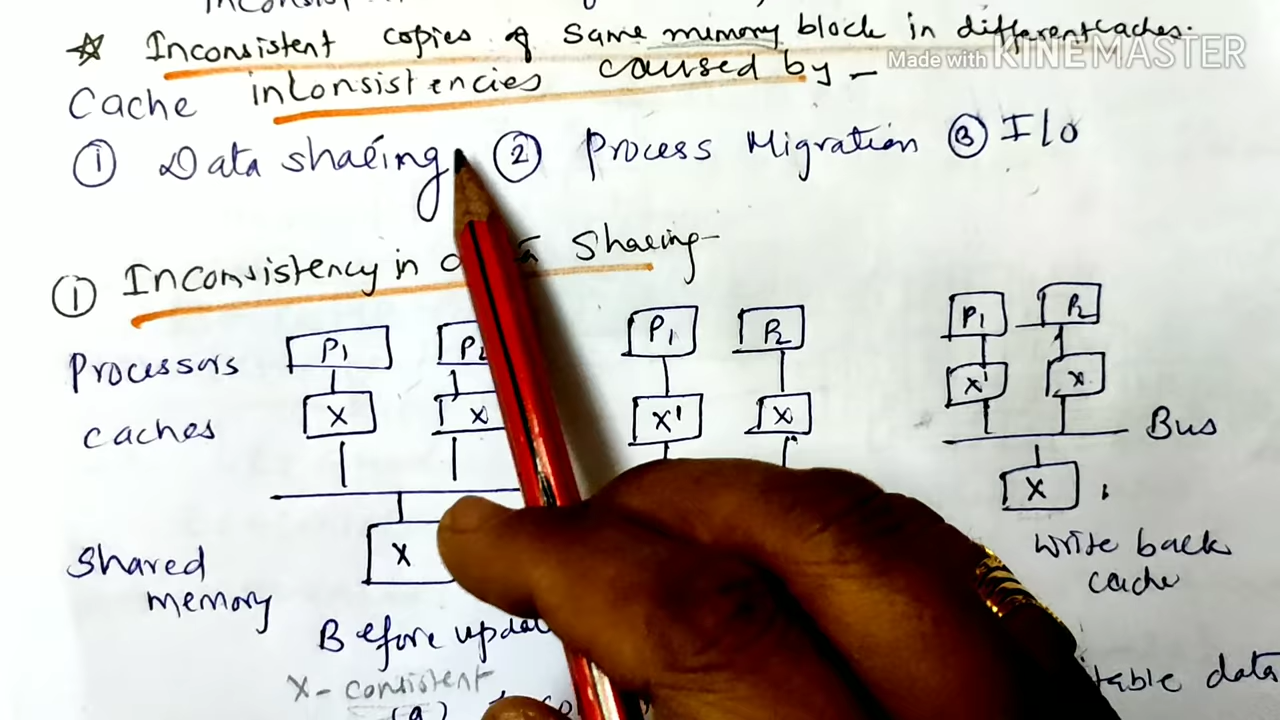 ☆ Inconsistent copies of Same memory block in different caches.
Made with KINEMASTER
Cache inconsistencies caused by -
① Data sharing ② Process Migration ③ I/O
① Inconsistency in Sharing-
Processors P1 P1 P2 P1 P2
caches X X X' X X' X
Bus
X
Shared memory X
Write back cache
Before
X - consistent
(a)
data